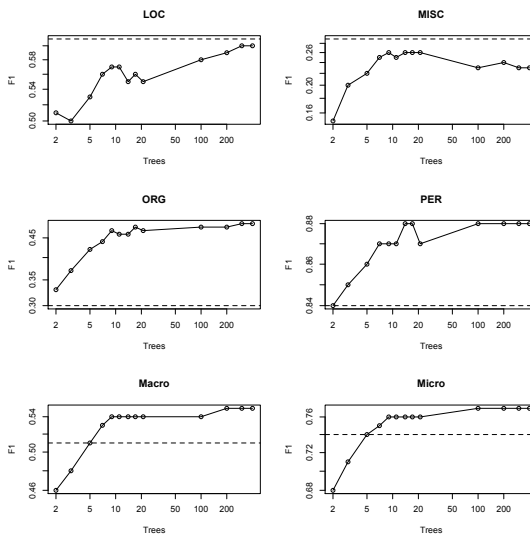 LOC
F1
0.50 0.54 0.58
2 5 10 20 50 100 200
Trees
MISC
F1
0.16 0.20 0.26
2 5 10 20 50 100 200
Trees
ORG
F1
0.30 0.35 0.45
2 5 10 20 50 100 200
Trees
PER
F1
0.84 0.86 0.88
2 5 10 20 50 100 200
Trees
Macro
F1
0.46 0.50 0.54
2 5 10 20 50 100 200
Trees
Micro
F1
0.68 0.72 0.76
2 5 10 20 50 100 200
Trees